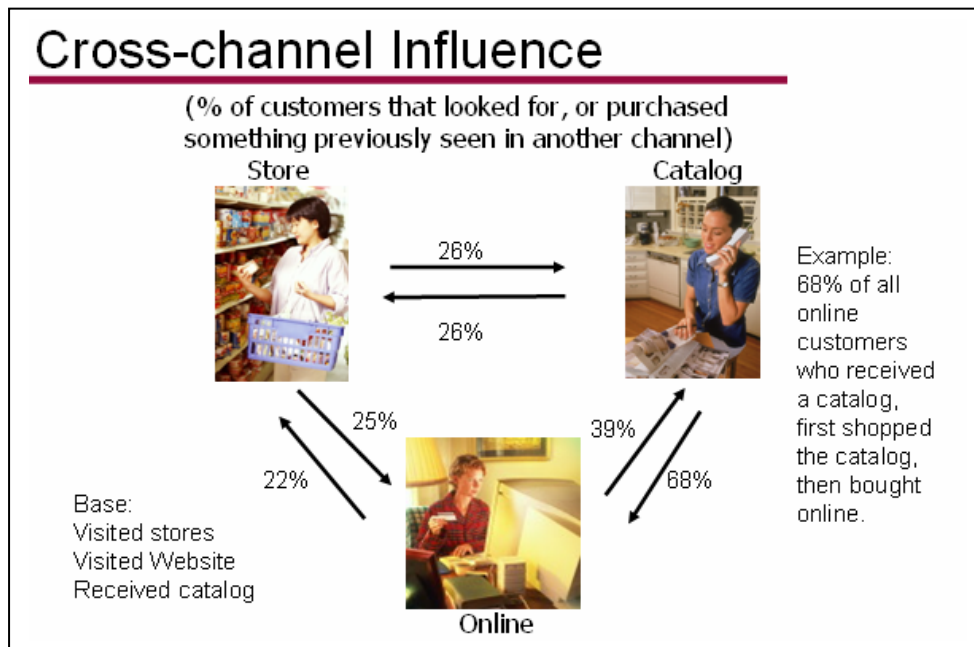 Cross-channel Influence
(% of customers that looked for, or purchased
something previously seen in another channel)
Store
Catalog
26%
26%
25%
22%
39%
68%
Example:
68% of all
online
customers
who received
a catalog,
first shopped
the catalog,
then bought
online.
Base:
Visited stores
Visited Website
Received catalog
Online